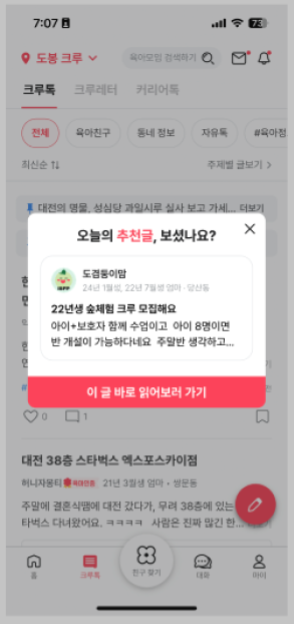 7:07
73
도봉 크루
육아모임 검색하기
크루톡 크루레터 커리어톡
전체 육아친구 동네 정보 자유톡 #육아정
최신순 주제별 글보기 >
대전의 명물, 성심당 과일시루 실사 보고 가세... 더보기
오늘의 추천글, 보셨나요?
도겸둥이맘
24년 1월생, 22년 7월생 엄마 · 당산동
22년생 숲체험 크루 모집해요
아이+보호자 함께 수업이고 아이 8명이면
반 개설이 가능하다네요 주말반 생각하고...
이 글 바로 읽어보러 가기
0 1
대전 38층 스타벅스 엑스포스카이점
허니자몽티 육아인증 21년 3월생 엄마 · 쌍문동
주말에 결혼식땜에 대전 갔다가, 무려 38층에 있는
타벅스 다녀왔어요. ㅋㅋㅋㅋ 사람은 진짜 많긴 한...
홈 크루톡 친구 찾기 대화 마이